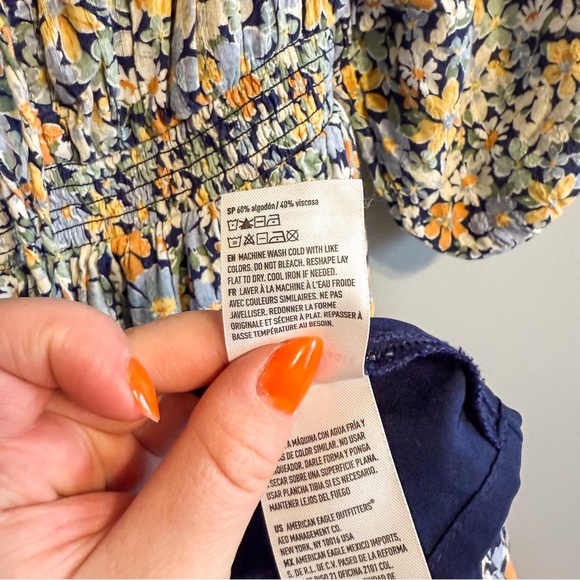 SP 60% algodón/ 40% viscosa
EN MACHINE WASH COLD WITH LIKE
COLORS. DO NOT BLEACH. RESHAPE LAY
FLAT TO DRY. COOL IRON IF NEEDED.
FR LAVER À LA MACHINE À L'EAU FROIDE
AVEC COULEURS SIMILAIRES. NE PAS
JAVELLISER. REDONNER LA FORME
ORIGINALE ET SÉCHER À PLAT. REPASSER À
BASSE TEMPÉRATURE AU BESOIN.
A MÁQUINA CON AGUA FRÍA Y
DE COLOR SIMILAR. NO USAR
DARLE FORMA Y PONGA
SECAR SOBRE UNA SUPERFICIE PLANA.
USAR PLANCHA TIBIA SI ES NECESARIO
MANTENER LEJOS DEL FUEGO
US AMERICAN EAGLE OUTFITTERS®
AEO MANAGEMENT CO.
NEW YORK, NY 10016 USA
MX AMERICAN EAGLE MEXICO IMPORTS,
S. DE R.L. DE C.V. PASEO DE LA REFORMA
PISO 21 OFICINA 2101 COL.
CIUDAD DE